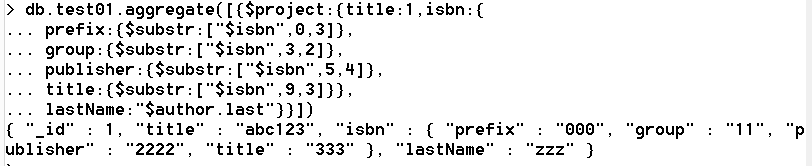 > db.test01.aggregate([{$project:{title:1,isbn:{
... prefix:{$substr:["$isbn",0,3]},
... group:{$substr:["$isbn",3,2]},
... publisher:{$substr:["$isbn",5,4]},
... title:{$substr:["$isbn",9,3]}},
... lastName:"$author.last"}}])
{ "_id" : 1, "title" : "abc123", "isbn" : { "prefix" : "000", "group" : "11", "p
ublisher" : "2222", "title" : "333" }, "lastName" : "zzz" }